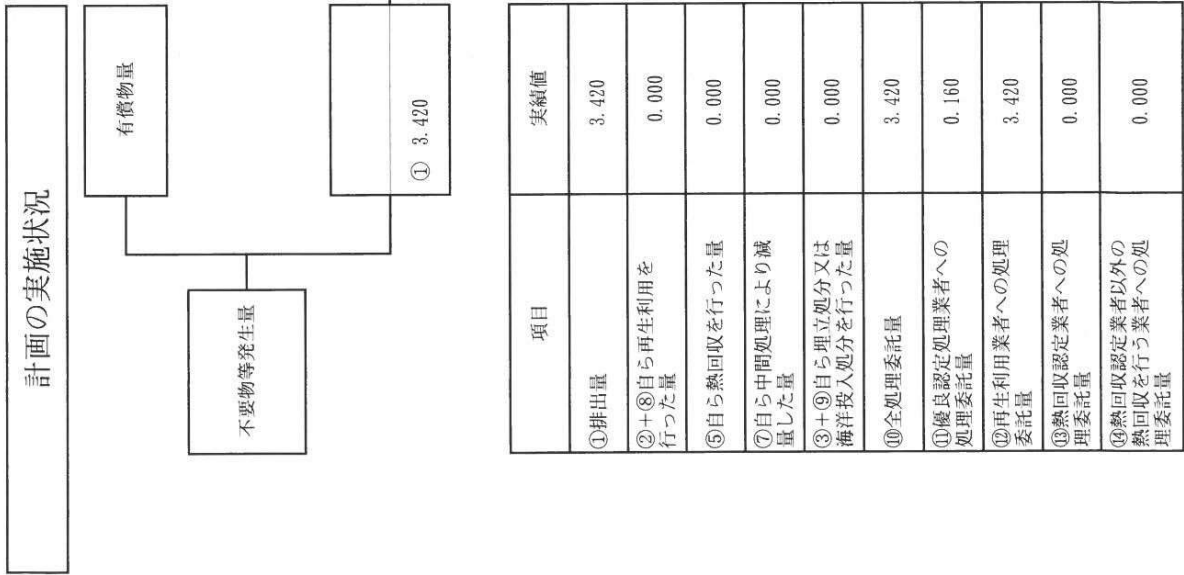 計画の実施状況
有償物量
不要物等発生量
① 3.420
項目
実績値
①排出量
3.420
②+⑧自ら再生利用を
行った量
0.000
⑤自ら熱回収を行った量
0.000
⑦自ら中間処理により減
量した量
0.000
③+⑨自ら埋立処分又は
海洋投入処分を行った量
0.000
⑩全処理委託量
3.420
⑪優良認定処理業者への
処理委託量
0.160
⑫再生利用業者への処理
委託量
3.420
⑬熱回収認定業者への処
理委託量
0.000
⑭熱回収認定業者以外の
熱回収を行う業者への処
理委託量
0.000